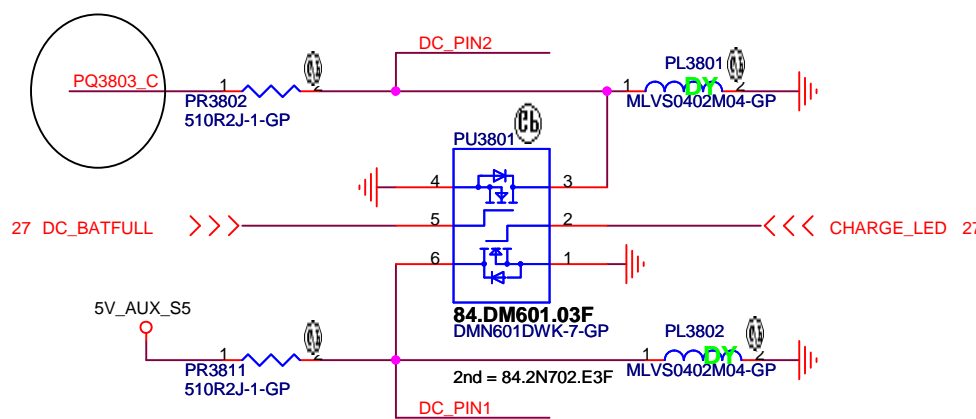 DC_PIN2
PL3801
PQ3803_C 1 2 1 DY 2
PR3802 MLVS0402M04-GP
510R2J-1-GP
PU3801
4 3
27 DC_BATFULL 5 2 CHARGE_LED 27
6 1
5V_AUX_S5
84.DM601.03F
DMN601DWK-7-GP PL3802
1 2 1 DY 2
PR3811 2nd = 84.2N702.E3F MLVS0402M04-GP
510R2J-1-GP
DC_PIN1